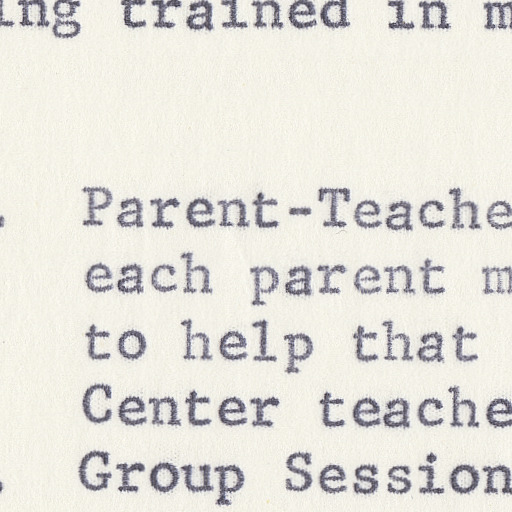 ing trained in m
. Parent-Teache
each parent m
to help that
Center teache
. Group Session